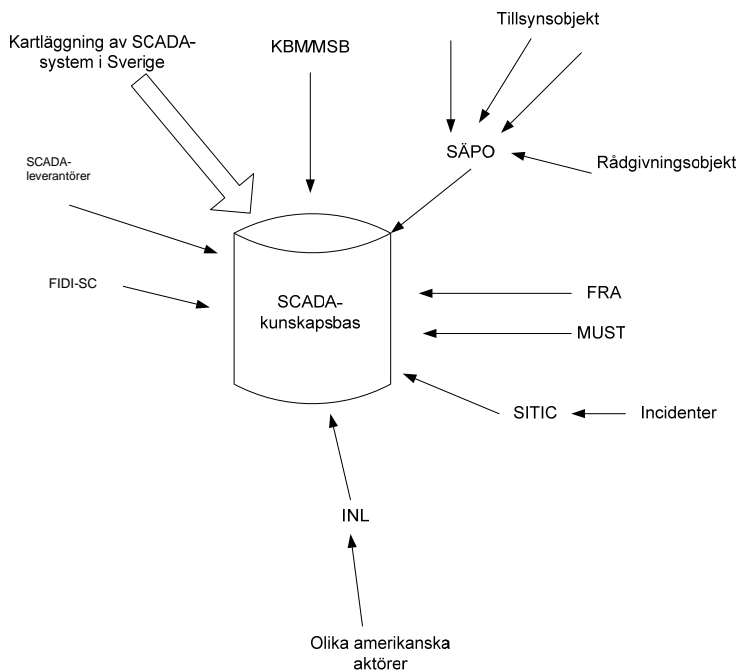 Tillsynsobjekt
Kartläggning av SCADA-
system i Sverige
KBM/MSB
SÄPO
Rådgivningsobjekt
SCADA-
leverantörer
FIDI-SC
SCADA-
kunskapsbas
FRA
MUST
SITIC
Incidenter
INL
Olika amerikanska
aktörer